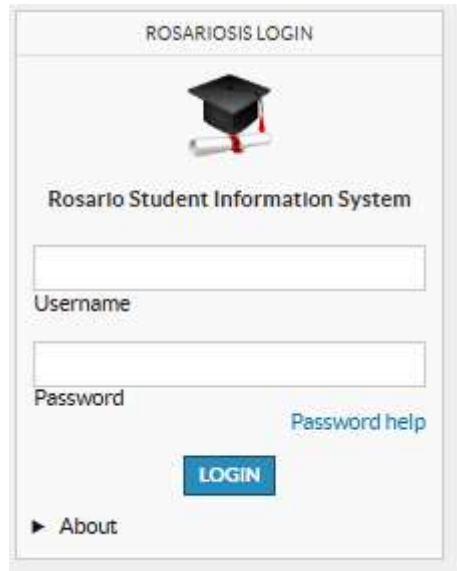 ROSARIOSIS LOGIN
Rosario Student Information System
Username
Password
Password help
LOGIN
About